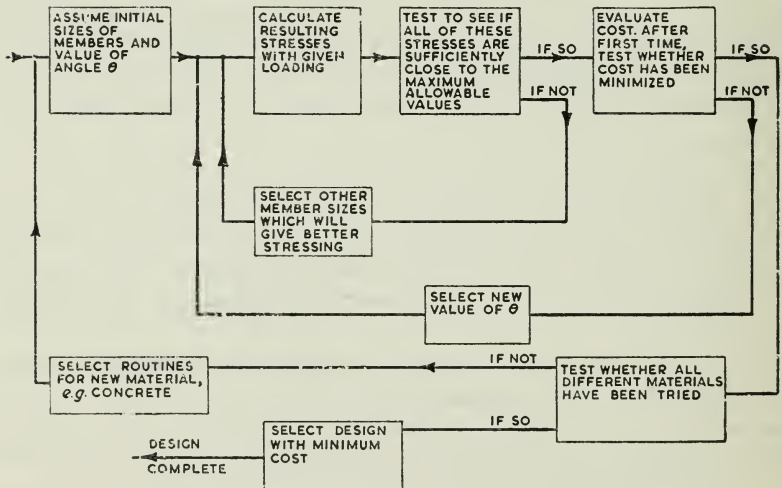 ASSUME INITIAL
SIZES OF
MEMBERS AND
VALUE OF
ANGLE θ
CALCULATE
RESULTING
STRESSES
WITH GIVEN
LOADING
TEST TO SEE IF
ALL OF THESE
STRESSES ARE
SUFFICIENTLY
CLOSE TO THE
MAXIMUM
ALLOWABLE
VALUES
IF SO
IF NOT
EVALUATE
COST. AFTER
FIRST TIME,
TEST WHETHER
COST HAS BEEN
MINIMIZED
IF SO
IF NOT
SELECT OTHER
MEMBER SIZES
WHICH WILL
GIVE BETTER
STRESSING
SELECT NEW
VALUE OF θ
SELECT ROUTINES
FOR NEW MATERIAL,
e.g. CONCRETE
IF NOT
TEST WHETHER ALL
DIFFERENT MATERIALS
HAVE BEEN TRIED
IF SO
SELECT DESIGN
WITH MINIMUM
COST
DESIGN
COMPLETE